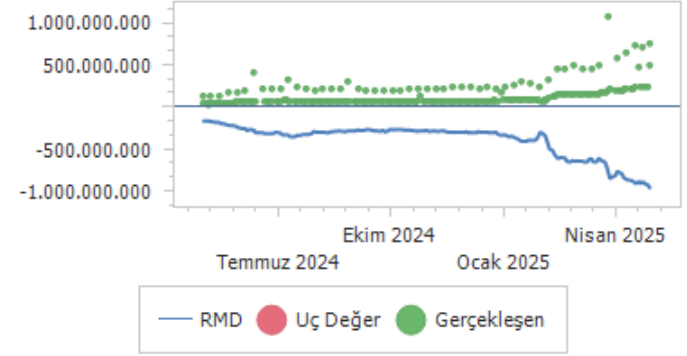 1.000.000.000
500.000.000
-500.000.000
-1.000.000.000
Ekim 2024
Nisan 2025
Temmuz 2024
Ocak 2025
RMD
Uç Değer
Gerçekleşen